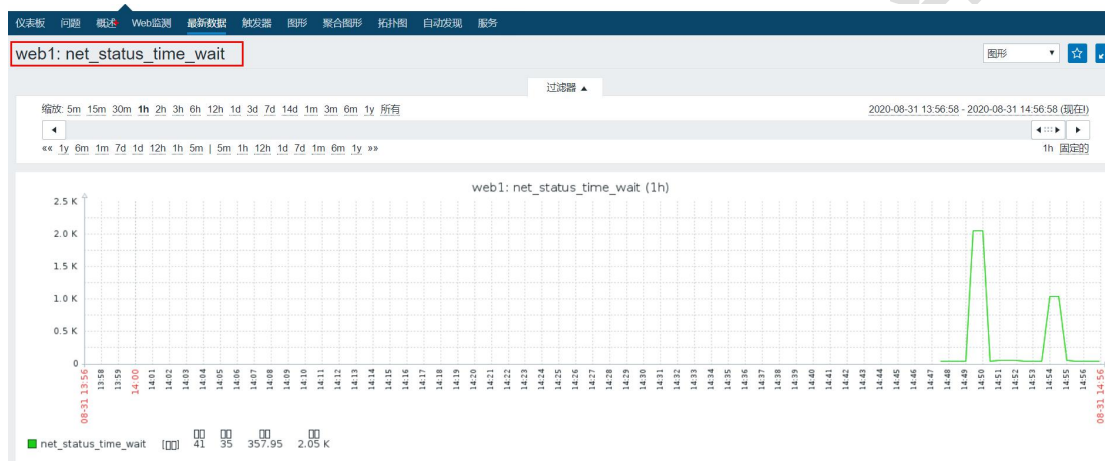 仪表板 问题 概述 Web监测 最新数据 触发器 图形 聚合图形 拓扑图 自动发现 服务
web1: net_status_time_wait 图形
过滤器
缩放: 5m 15m 30m 1h 2h 3h 6h 12h 1d 3d 7d 14d 1m 3m 6m 1y 所有 2020-08-31 13:56:58 - 2020-08-31 14:56:58 (现在!)
«« 1y 6m 1m 7d 1d 12h 1h 5m | 5m 1h 12h 1d 7d 1m 6m 1y »» 1h 固定的
web1: net_status_time_wait (1h)
2.5 K
2.0 K
1.5 K
1.0 K
0.5 K
0
08-31 13:56 13:58 13:59 14:00 14:01 14:02 14:03 14:04 14:05 14:06 14:07 14:08 14:09 14:10 14:11 14:12 14:13 14:14 14:15 14:16 14:17 14:18 14:19 14:20 14:21 14:22 14:23 14:24 14:25 14:26 14:27 14:28 14:29 14:30 14:31 14:32 14:33 14:34 14:35 14:36 14:37 14:38 14:39 14:40 14:41 14:42 14:43 14:44 14:45 14:46 14:47 14:48 14:49 14:50 14:51 14:52 14:53 14:54 14:55 14:56 08-31 14:56
net_status_time_wait [▯▯] 41 35 357.95 2.05 K